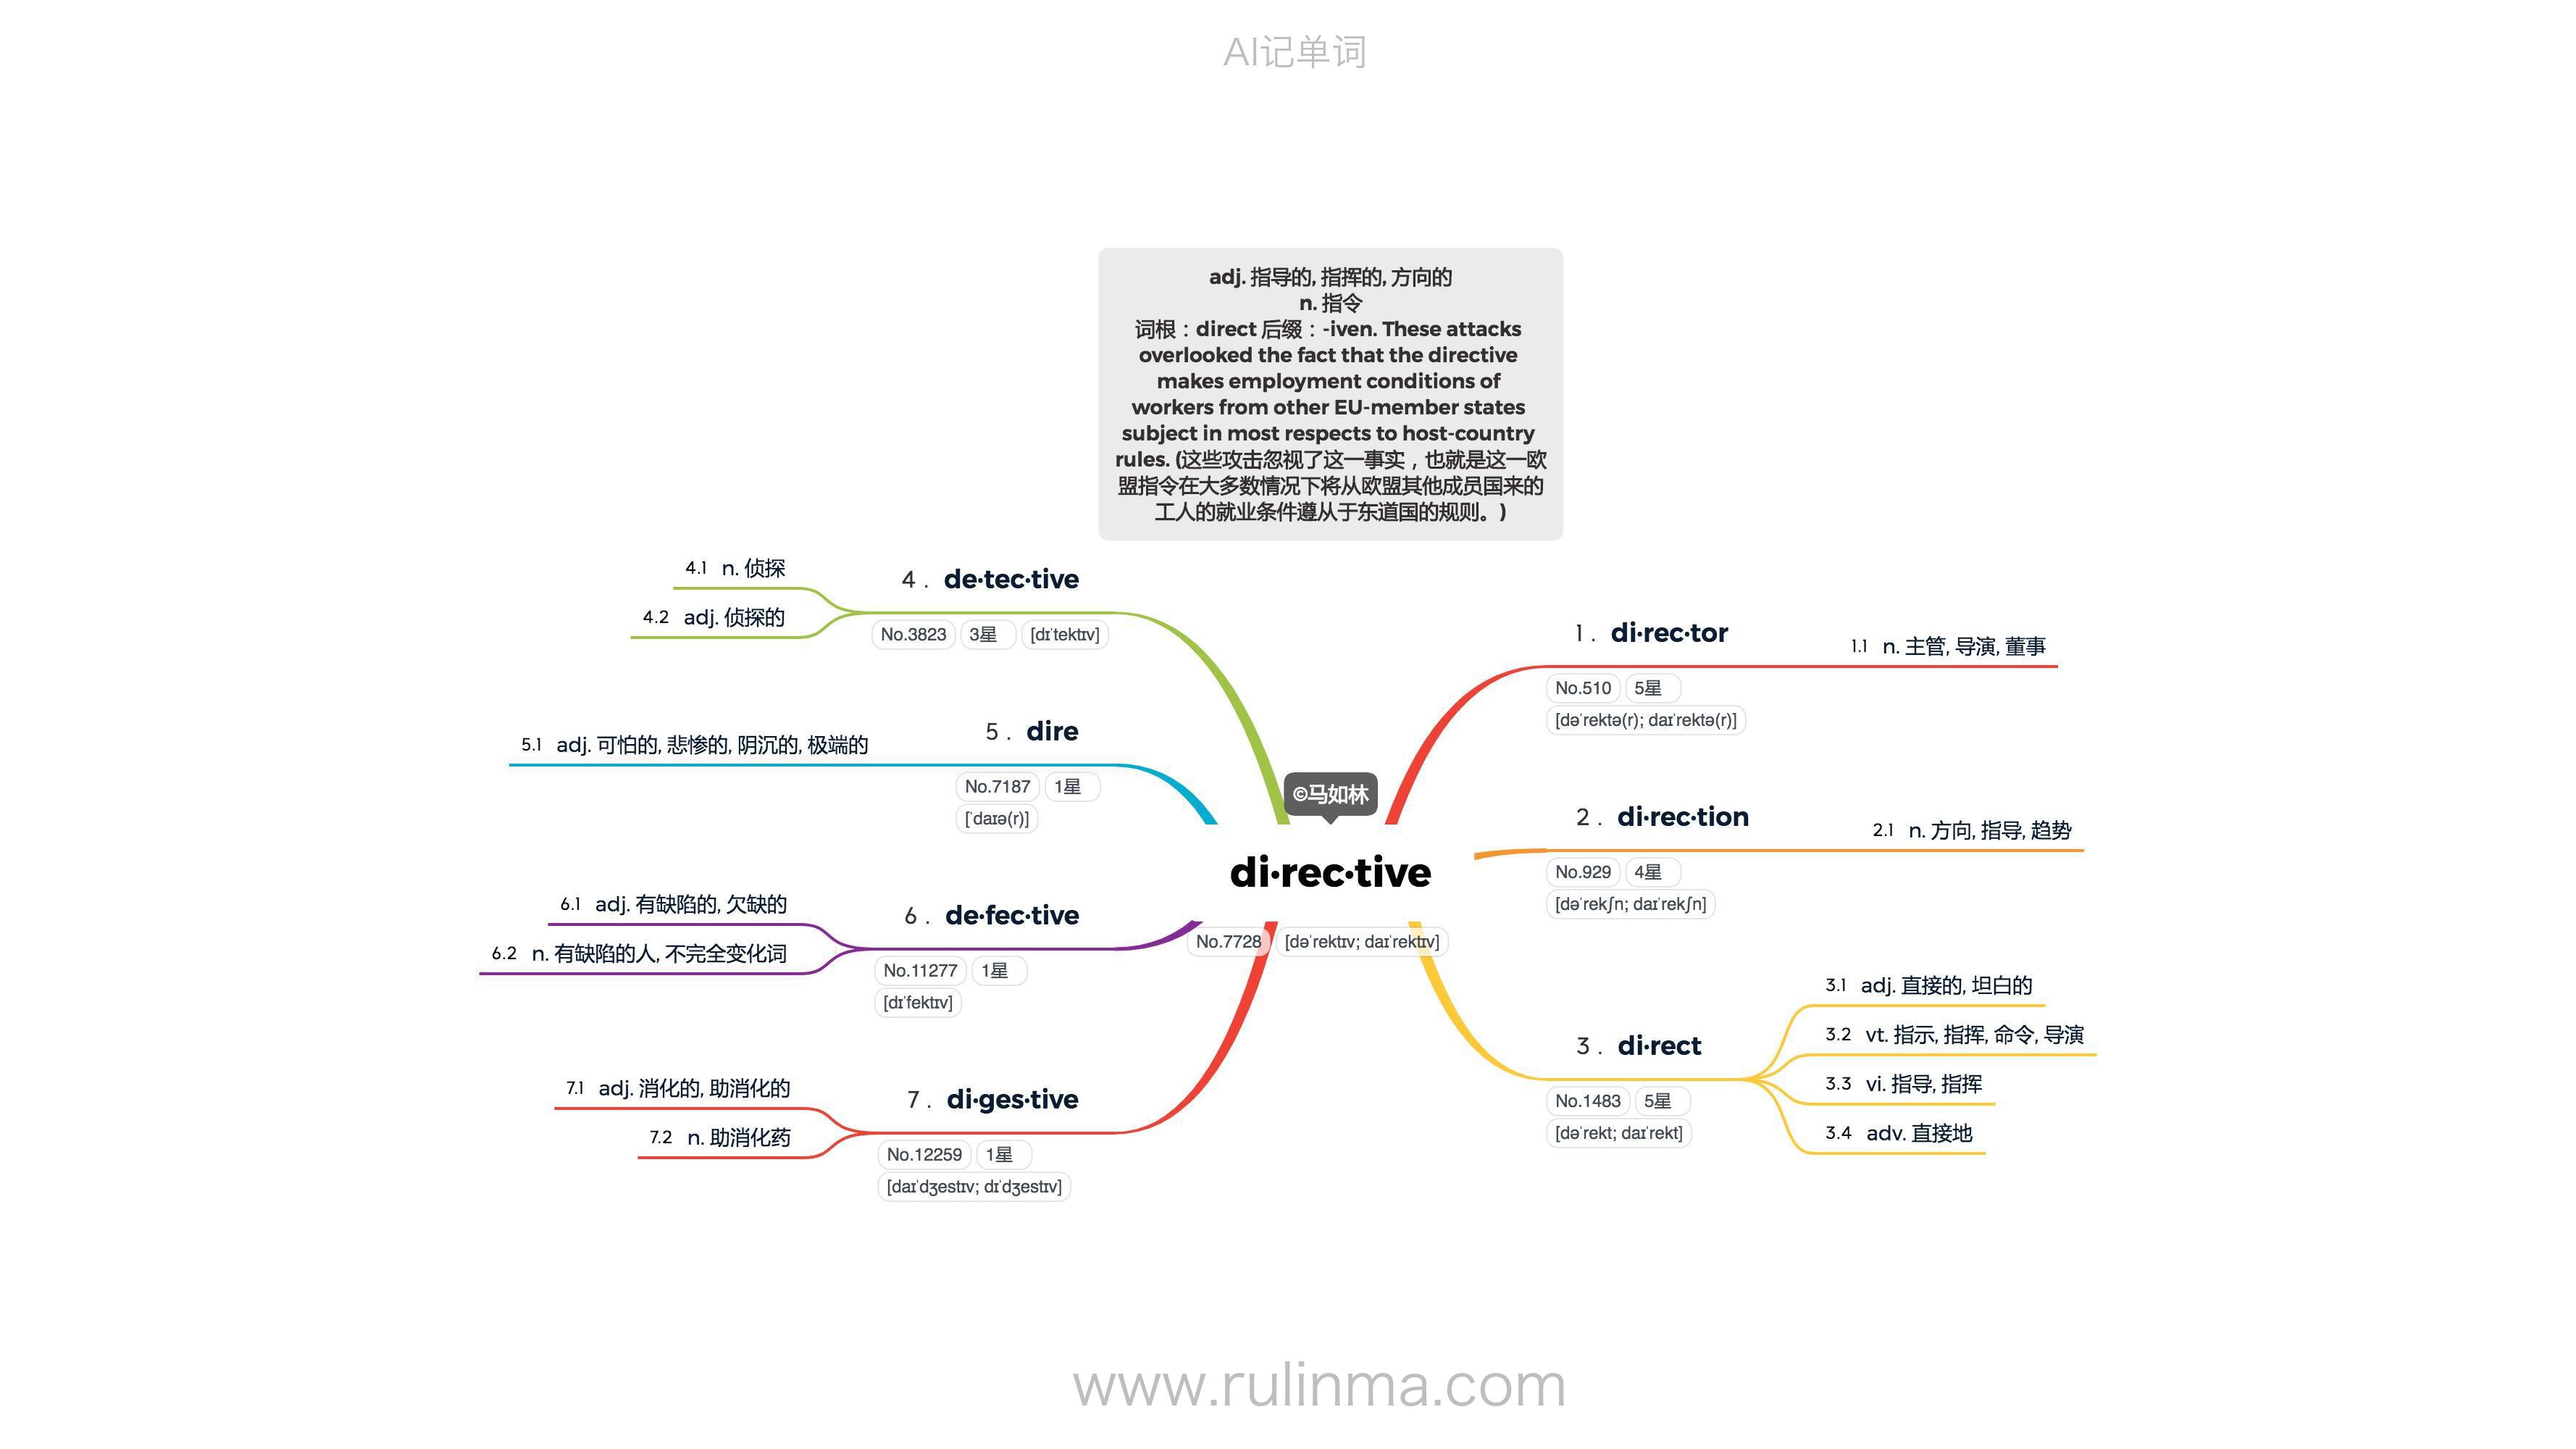 AI记单词
adj. 指导的, 指挥的, 方向的
n. 指令
词根：direct 后缀：-iven. These attacks
overlooked the fact that the directive
makes employment conditions of
workers from other EU-member states
subject in most respects to host-country
rules. (这些攻击忽视了这一事实，也就是这一欧
盟指令在大多数情况下将从欧盟其他成员国来的
工人的就业条件遵从于东道国的规则。)
©马如林
di·rec·tive
No.7728 [dəˈrektɪv; daɪˈrektɪv]
1. di·rec·tor
No.510 5星
[dəˈrektə(r); daɪˈrektə(r)]
1.1 n. 主管, 导演, 董事
2. di·rec·tion
No.929 4星
[dəˈrekʃn; daɪˈrekʃn]
2.1 n. 方向, 指导, 趋势
3. di·rect
No.1483 5星
[dəˈrekt; daɪˈrekt]
3.1 adj. 直接的, 坦白的
3.2 vt. 指示, 指挥, 命令, 导演
3.3 vi. 指导, 指挥
3.4 adv. 直接地
4. de·tec·tive
No.3823 3星 [dɪˈtektɪv]
4.1 n. 侦探
4.2 adj. 侦探的
5. dire
No.7187 1星
[ˈdaɪə(r)]
5.1 adj. 可怕的, 悲惨的, 阴沉的, 极端的
6. de·fec·tive
No.11277 1星
[dɪˈfektɪv]
6.1 adj. 有缺陷的, 欠缺的
6.2 n. 有缺陷的人, 不完全变化词
7. di·ges·tive
No.12259 1星
[daɪˈdʒestɪv; dɪˈdʒestɪv]
7.1 adj. 消化的, 助消化的
7.2 n. 助消化药
www.rulinma.com